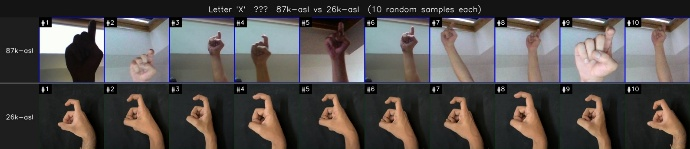 Letter 'X'  ???  87k-asl vs 26k-asl  (10 random samples each)
87k-asl
#1 #2 #3 #4 #5 #6 #7 #8 #9 #10
26k-asl
#1 #2 #3 #4 #5 #6 #7 #8 #9 #10